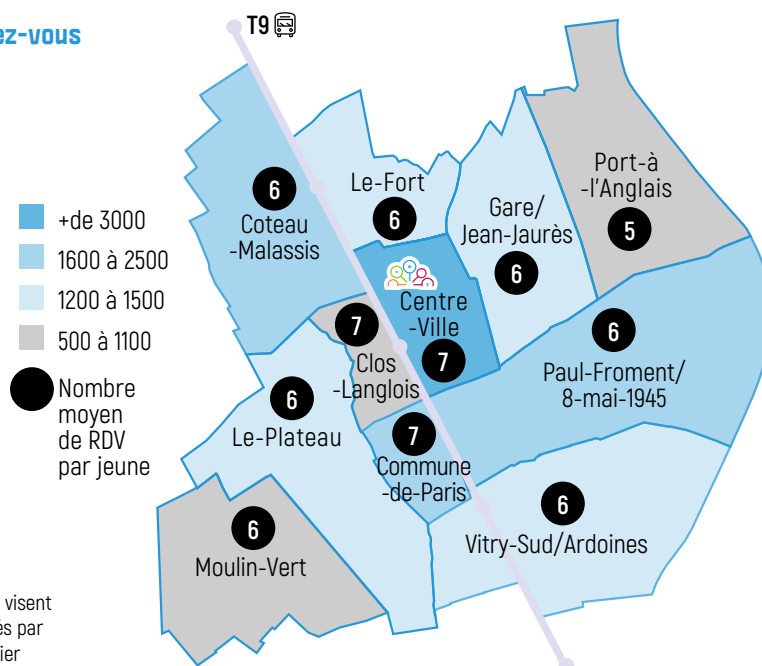 ez-vous
T9
+de 3000
1600 à 2500
1200 à 1500
500 à 1100
Nombre
moyen
de RDV
par jeune
6
Coteau
-Malassis
Le-Fort
6
Gare/
Jean-Jaurès
6
Port-à
-l'Anglais
5
Centre
-Ville
7
7
Clos
-Langlois
6
Paul-Froment/
8-mai-1945
6
Le-Plateau
7
Commune
-de-Paris
6
Vitry-Sud/Ardoines
6
Moulin-Vert
visent
és par
ier